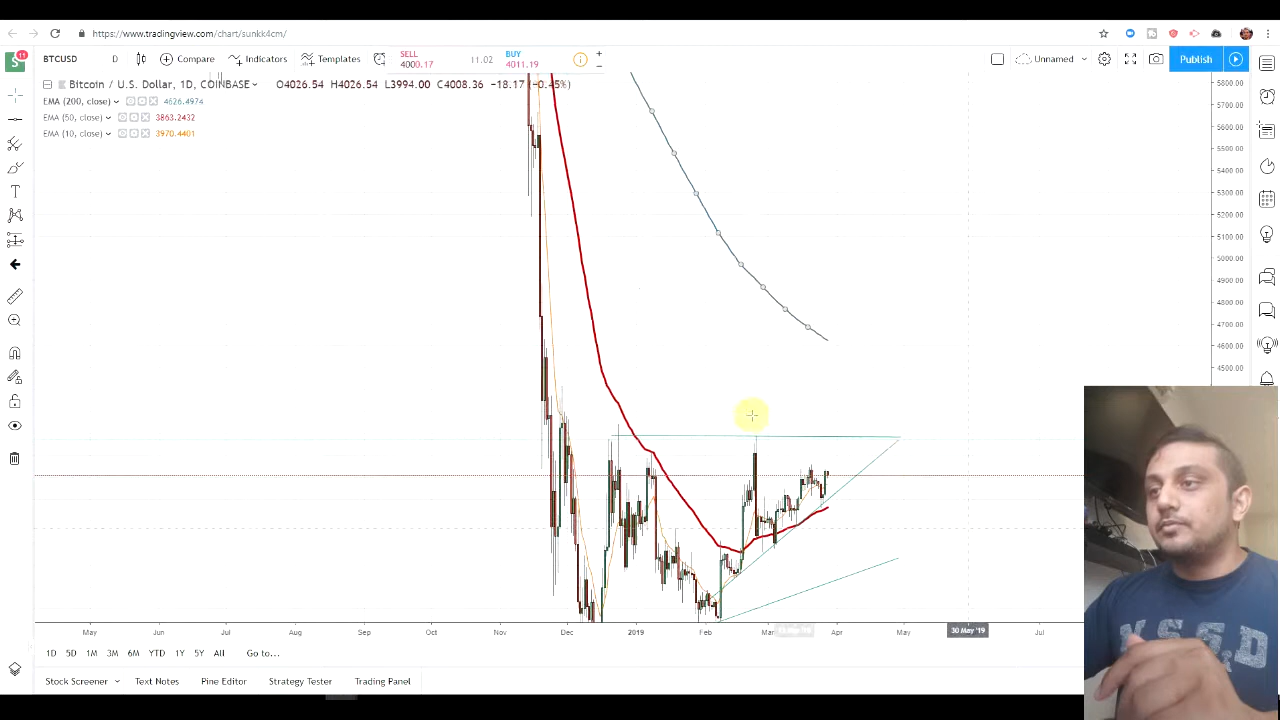 https://www.tradingview.com/chart/sunkk4cm/
11
BTCUSD D Compare Indicators Templates SELL 4000.17 11.02 BUY 4011.19 Unnamed Publish
Bitcoin / U.S. Dollar, 1D, COINBASE O4026.54 H4026.54 L3994.00 C4008.36 −18.17 (−0.45%)
EMA (200, close) 4626.4974
EMA (50, close) 3863.2432
EMA (10, close) 3970.4401
5800.00
5700.00
5600.00
5500.00
5400.00
5300.00
5200.00
5100.00
5000.00
4900.00
4800.00
4700.00
4600.00
4500.00
May Jun Jul Aug Sep Oct Nov Dec 2019 Feb Mar Apr May 30 May '19 Jul
1D 5D 1M 3M 6M YTD 1Y 5Y All Go to...
Stock Screener Text Notes Pine Editor Strategy Tester Trading Panel